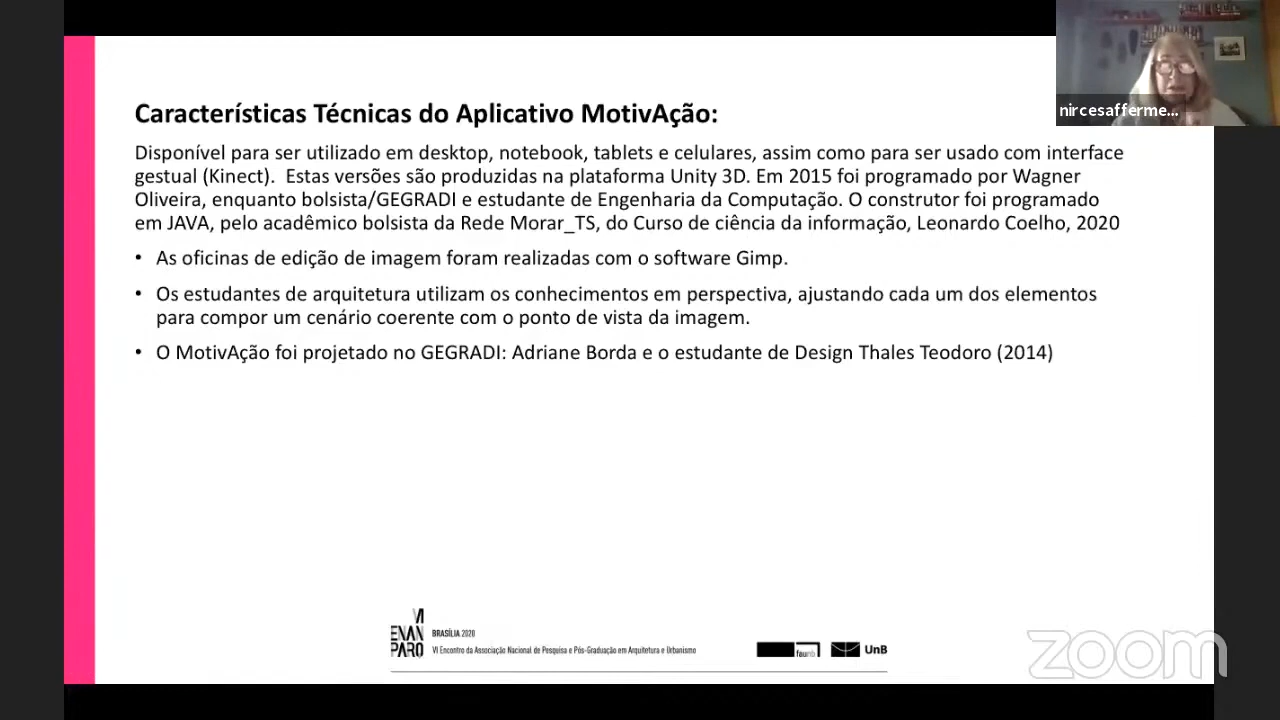 nircesafferme...
Características Técnicas do Aplicativo MotivAção:
Disponível para ser utilizado em desktop, notebook, tablets e celulares, assim como para ser usado com interface
gestual (Kinect).  Estas versões são produzidas na plataforma Unity 3D. Em 2015 foi programado por Wagner
Oliveira, enquanto bolsista/GEGRADI e estudante de Engenharia da Computação. O construtor foi programado
em JAVA, pelo acadêmico bolsista da Rede Morar_TS, do Curso de ciência da informação, Leonardo Coelho, 2020
• As oficinas de edição de imagem foram realizadas com o software Gimp.
• Os estudantes de arquitetura utilizam os conhecimentos em perspectiva, ajustando cada um dos elementos
para compor um cenário coerente com o ponto de vista da imagem.
• O MotivAção foi projetado no GEGRADI: Adriane Borda e o estudante de Design Thales Teodoro (2014)
VI
ENAN
PARQ
BRASÍLIA 2020
VI Encontro da Associação Nacional de Pesquisa e Pós-Graduação em Arquitetura e Urbanismo
faunb
UnB
zoom